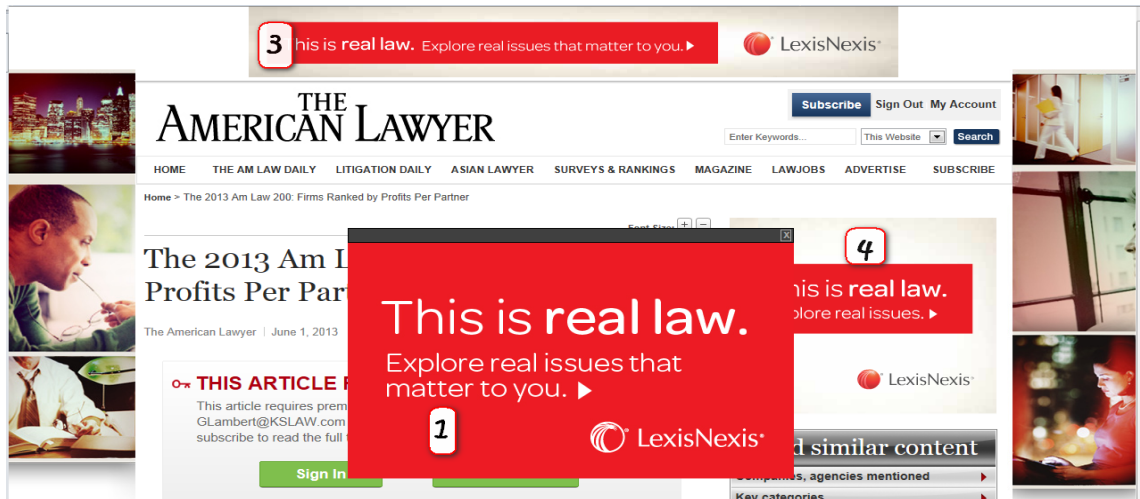 3
This is real law. Explore real issues that matter to you.
LexisNexis
THE
AMERICAN LAWYER
Subscribe Sign Out My Account
Enter Keywords... This Website Search
HOME THE AM LAW DAILY LITIGATION DAILY ASIAN LAWYER SURVEYS & RANKINGS MAGAZINE LAWJOBS ADVERTISE SUBSCRIBE
Home > The 2013 Am Law 200: Firms Ranked by Profits Per Partner
Font Size: + −
The 2013 Am L
Profits Per Par
The American Lawyer | June 1, 2013
THIS ARTICLE
This article requires prem
GLambert@KSLAW.com
subscribe to read the full
Sign In
X
This is real law.
Explore real issues that
matter to you.
1
LexisNexis
4
his is real law.
plore real issues.
LexisNexis
d similar content
Companies, agencies mentioned
Key categories